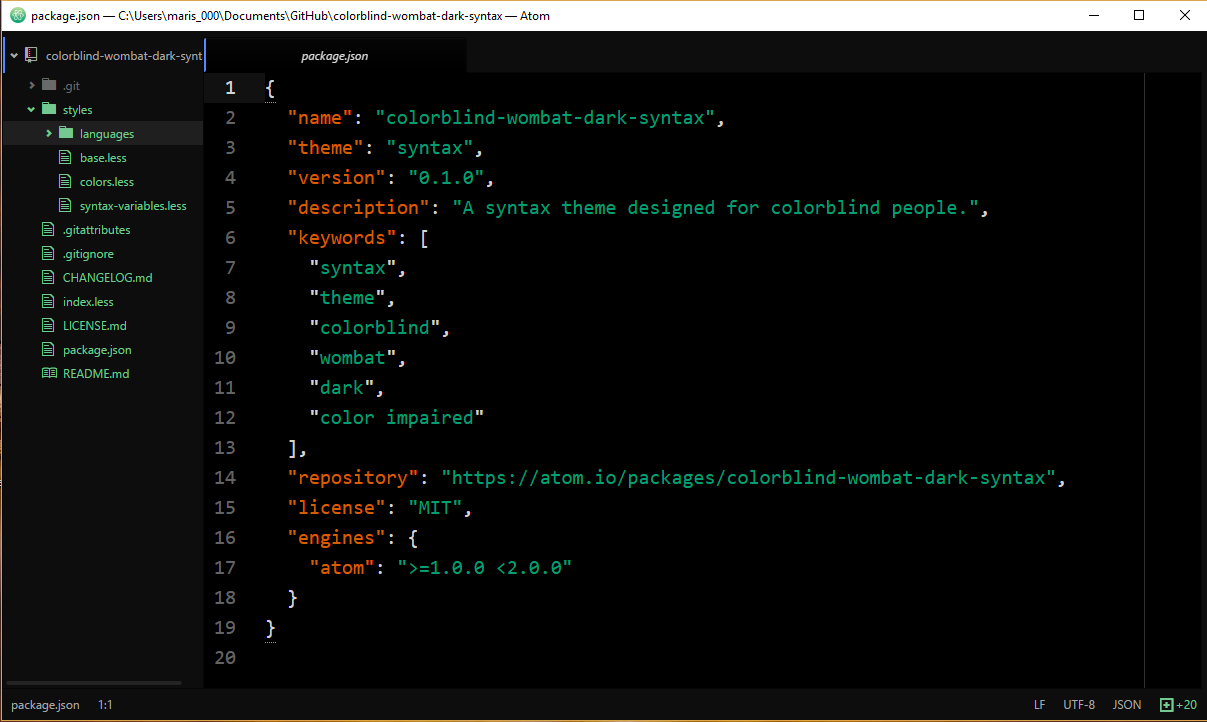 package.json — C:\Users\maris_000\Documents\GitHub\colorblind-wombat-dark-syntax — Atom
colorblind-wombat-dark-synt
.git
styles
languages
base.less
colors.less
syntax-variables.less
.gitattributes
.gitignore
CHANGELOG.md
index.less
LICENSE.md
package.json
README.md
package.json
1 {
2 "name": "colorblind-wombat-dark-syntax",
3 "theme": "syntax",
4 "version": "0.1.0",
5 "description": "A syntax theme designed for colorblind people.",
6 "keywords": [
7 "syntax",
8 "theme",
9 "colorblind",
10 "wombat",
11 "dark",
12 "color impaired"
13 ],
14 "repository": "https://atom.io/packages/colorblind-wombat-dark-syntax",
15 "license": "MIT",
16 "engines": {
17 "atom": ">=1.0.0 <2.0.0"
18 }
19 }
20
package.json 1:1 LF UTF-8 JSON +20